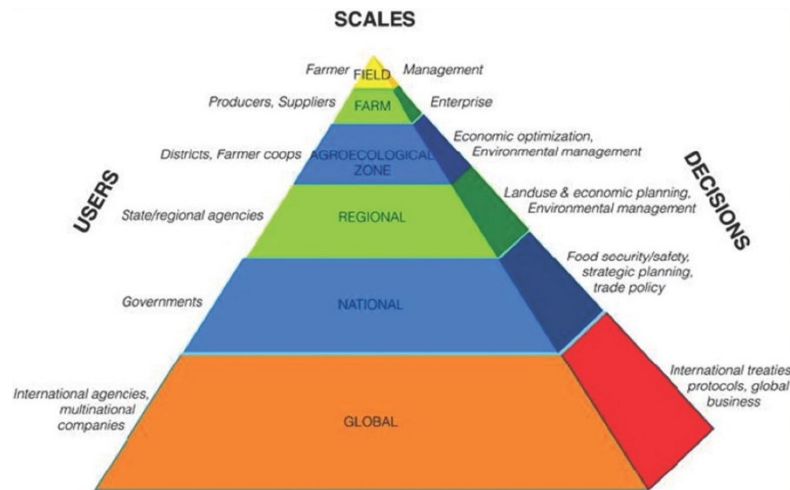 SCALES
Farmer
FIELD
Management
Producers, Suppliers
FARM
Enterprise
Districts, Farmer coops
AGROECOLOGICAL
ZONE
Economic optimization,
Environmental management
USERS
DECISIONS
State/regional agencies
REGIONAL
Landuse & economic planning,
Environmental management
Governments
NATIONAL
Food security/safety,
strategic planning,
trade policy
International agencies,
multinational
companies
GLOBAL
International treaties
protocols, global
business